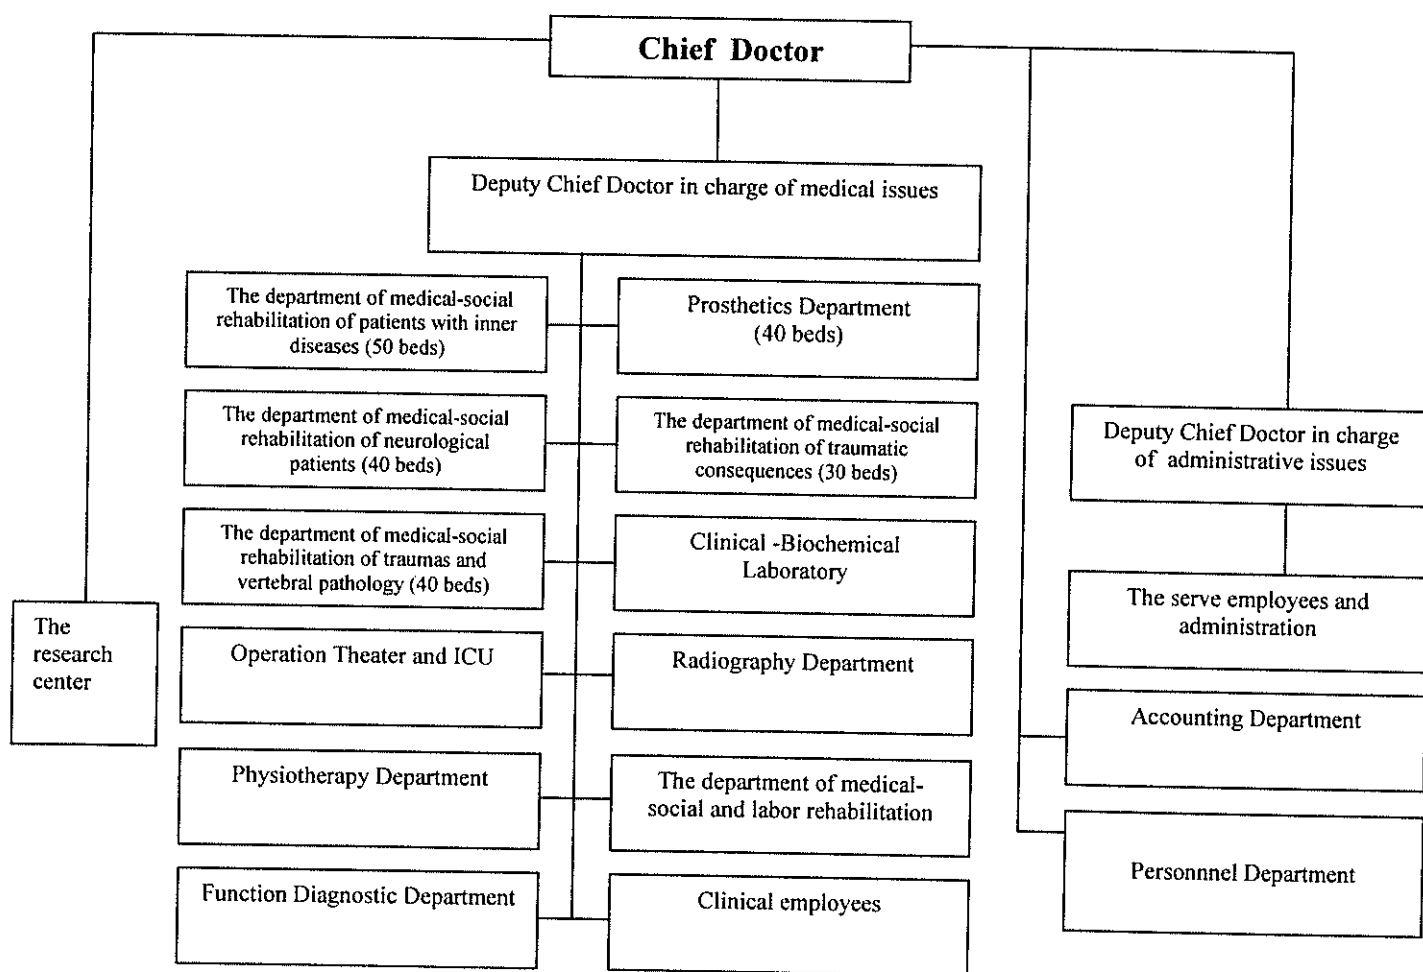 Chief Doctor
Deputy Chief Doctor in charge of medical issues
The department of medical-social
rehabilitation of patients with inner
diseases (50 beds)
Prosthetics Department
(40 beds)
The department of medical-social
rehabilitation of neurological
patients (40 beds)
The department of medical-social
rehabilitation of traumatic
consequences (30 beds)
Deputy Chief Doctor in charge
of administrative issues
The department of medical-social
rehabilitation of traumas and
vertebral pathology (40 beds)
Clinical -Biochemical
Laboratory
The serve employees and
administration
The
research
center
Operation Theater and ICU
Radiography Department
Accounting Department
Physiotherapy Department
The department of medical-
social and labor rehabilitation
Personnnel Department
Function Diagnostic Department
Clinical employees